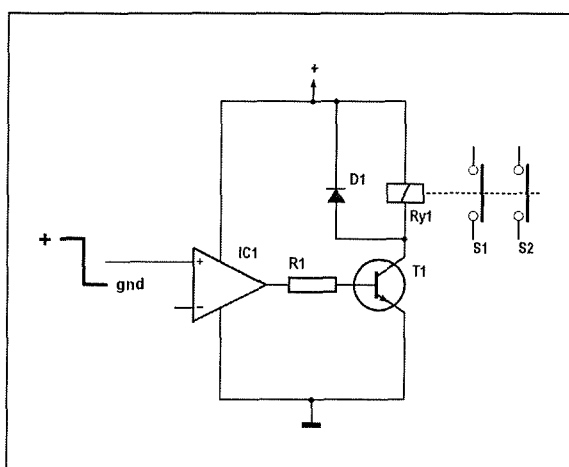 +
D1
Ry1
S1
S2
+
gnd
IC1
+
−
R1
T1